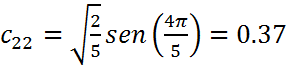 c₂₂ = √(2/5) sen(4π/5) = 0.37